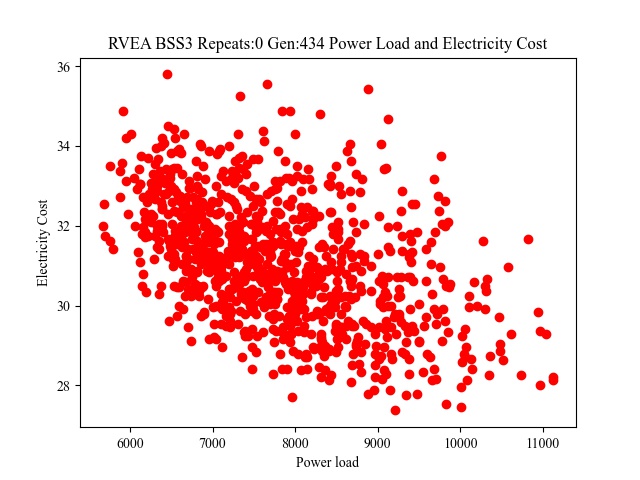 RVEA BSS3 Repeats:0 Gen:434 Power Load and Electricity Cost
36
34
32
30
28
Electricity Cost
6000 7000 8000 9000 10000 11000
Power load